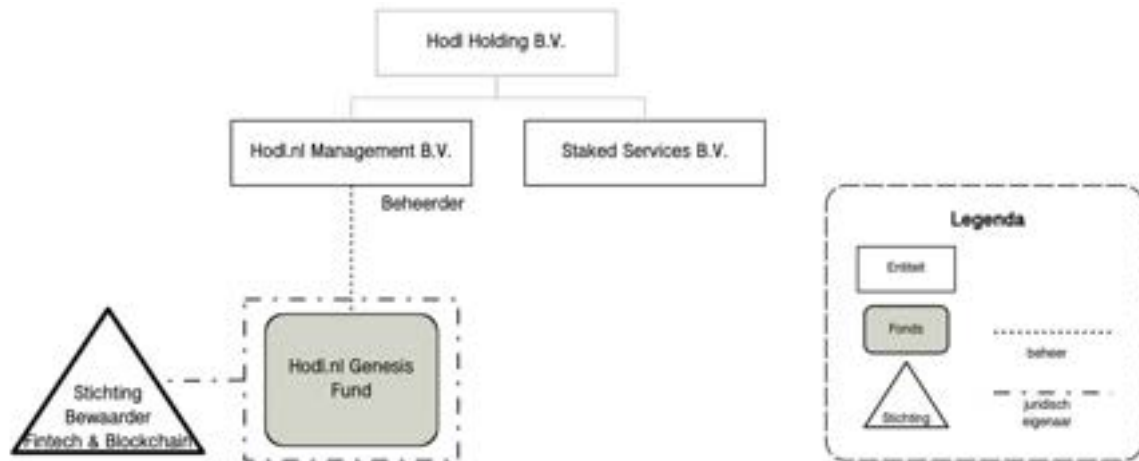 Hodl Holding B.V.
Hodl.nl Management B.V.
Staked Services B.V.
Beheerder
Hodl.nl Genesis
Fund
Stichting
Bewaarder
Fintech & Blockchain
Legenda
Entiteit
Fonds
Stichting
beheer
juridisch
eigenaar